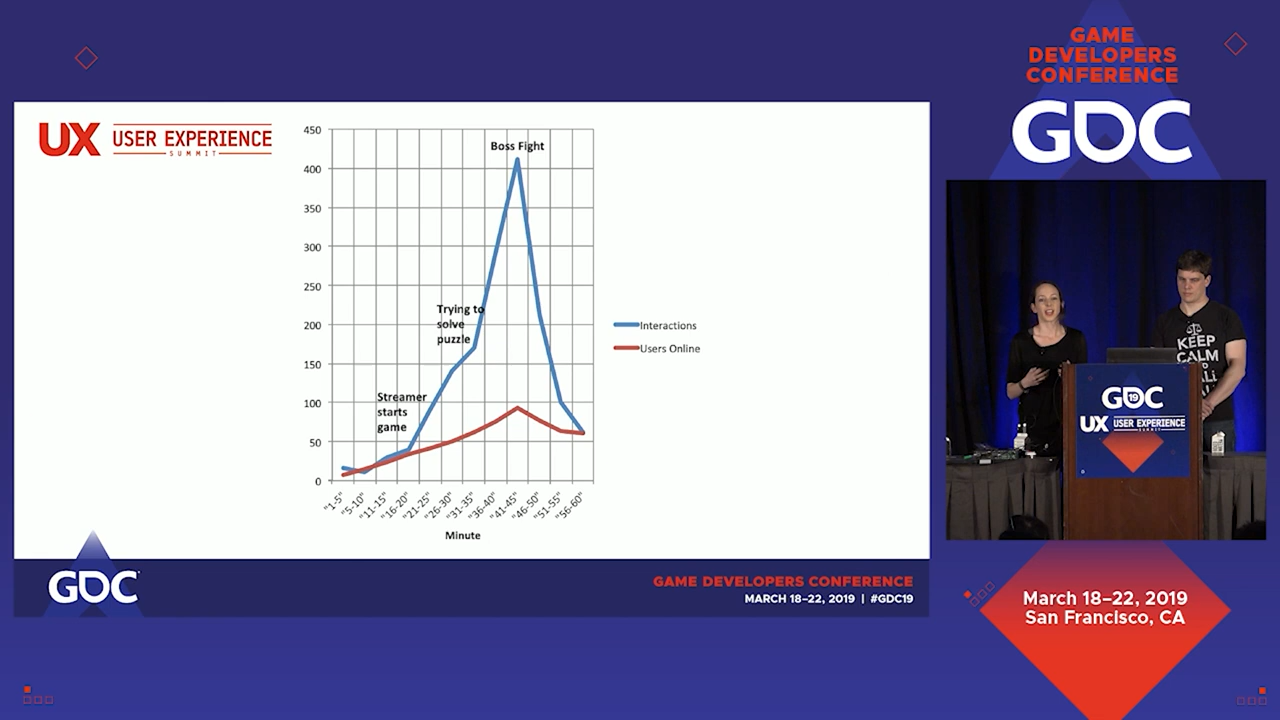 UX USER EXPERIENCE
SUMMIT
450
400
350
300
250
200
150
100
50
0
Boss Fight
Trying to
solve
puzzle
Streamer
starts
game
Interactions
Users Online
"1-5"
"5-10"
"11-15"
"16-20"
"21-25"
"26-30"
"31-35"
"36-40"
"41-45"
"46-50"
"51-55"
"56-60"
Minute
GDC
GAME DEVELOPERS CONFERENCE
MARCH 18–22, 2019 | #GDC19
GAME
DEVELOPERS
CONFERENCE
GDC
KEEP
CALM
GDC 19
UX USER EXPERIENCE
SUMMIT
March 18–22, 2019
San Francisco, CA